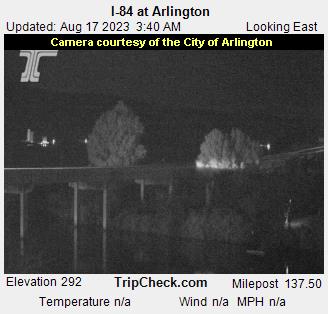 I-84 at Arlington
Updated: Aug 17 2023 3:40 AM Looking East
Camera courtesy of the City of Arlington
Elevation 292 TripCheck.com Milepost 137.50
Temperature n/a Wind n/a MPH n/a